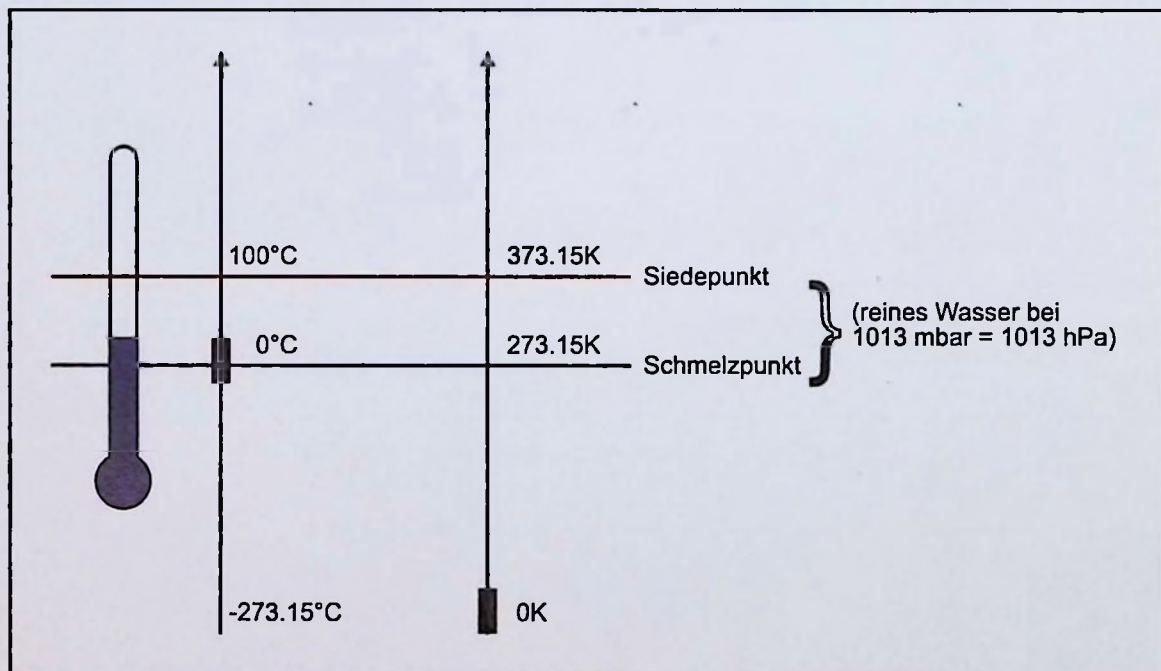 100°C
373.15K
Siedepunkt
(reines Wasser bei
1013 mbar = 1013 hPa)
0°C
273.15K
Schmelzpunkt
-273.15°C
0K